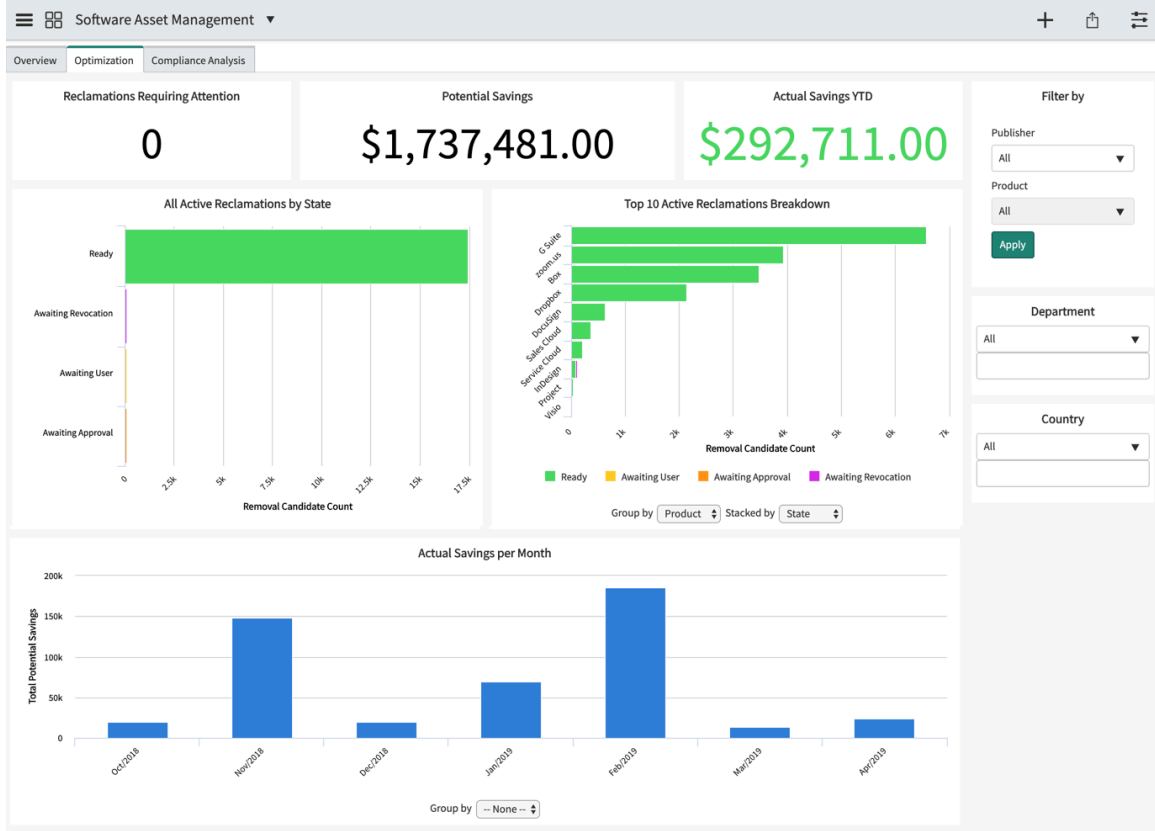 Software Asset Management
Overview
Optimization
Compliance Analysis
Reclamations Requiring Attention
0
Potential Savings
$1,737,481.00
Actual Savings YTD
$292,711.00
Filter by
Publisher
All
Product
All
Apply
Department
All
Country
All
All Active Reclamations by State
Ready
Awaiting Revocation
Awaiting User
Awaiting Approval
0 2.5k 5k 7.5k 10k 12.5k 15k 17.5k
Removal Candidate Count
Top 10 Active Reclamations Breakdown
G Suite
zoom.us
Box
Dropbox
DocuSign
Sales Cloud
Service Cloud
InDesign
Project
Visio
0 1k 2k 3k 4k 5k 6k 7k
Removal Candidate Count
Ready Awaiting User Awaiting Approval Awaiting Revocation
Group by Product Stacked by State
Actual Savings per Month
Total Potential Savings
200k
150k
100k
50k
0
Oct/2018 Nov/2018 Dec/2018 Jan/2019 Feb/2019 Mar/2019 Apr/2019
Group by -- None --